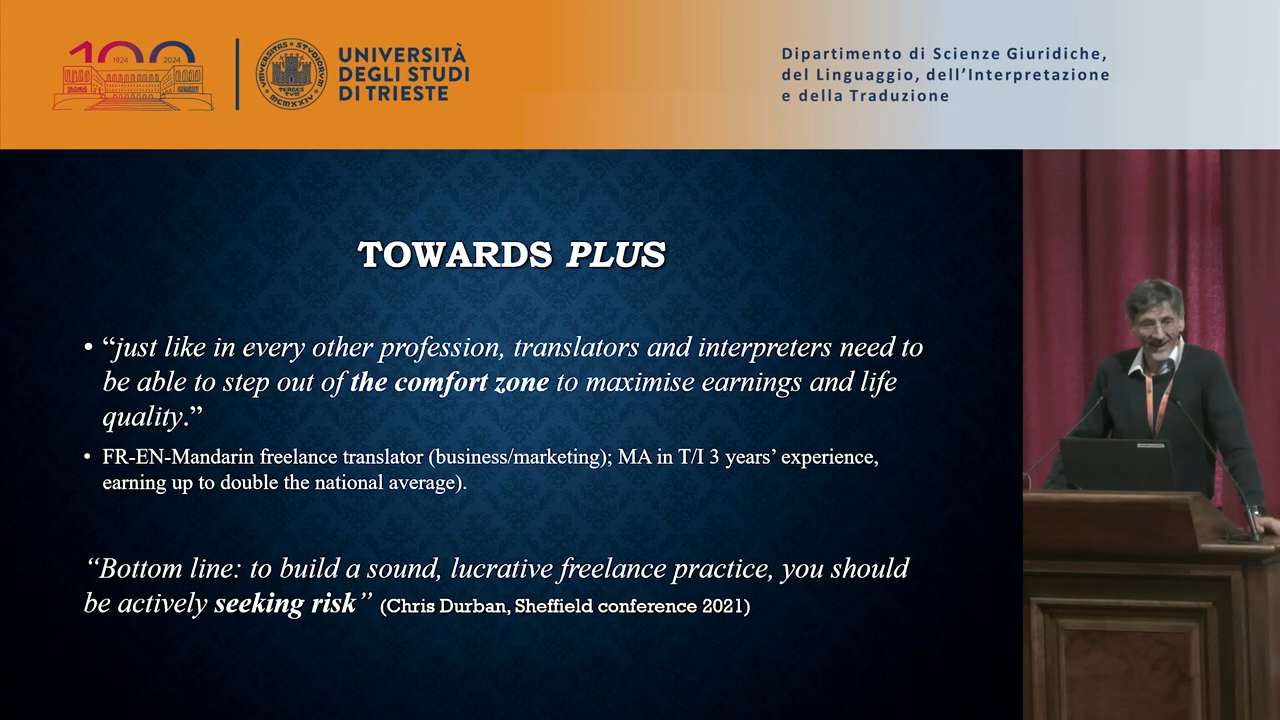 100
1924 2024
UNIVERSITÀ
DEGLI STUDI
DI TRIESTE
Dipartimento di Scienze Giuridiche,
del Linguaggio, dell’Interpretazione
e della Traduzione
TOWARDS PLUS
• “just like in every other profession, translators and interpreters need to
be able to step out of the comfort zone to maximise earnings and life
quality.”
• FR-EN-Mandarin freelance translator (business/marketing); MA in T/I 3 years’ experience,
earning up to double the national average).
“Bottom line: to build a sound, lucrative freelance practice, you should
be actively seeking risk” (Chris Durban, Sheffield conference 2021)